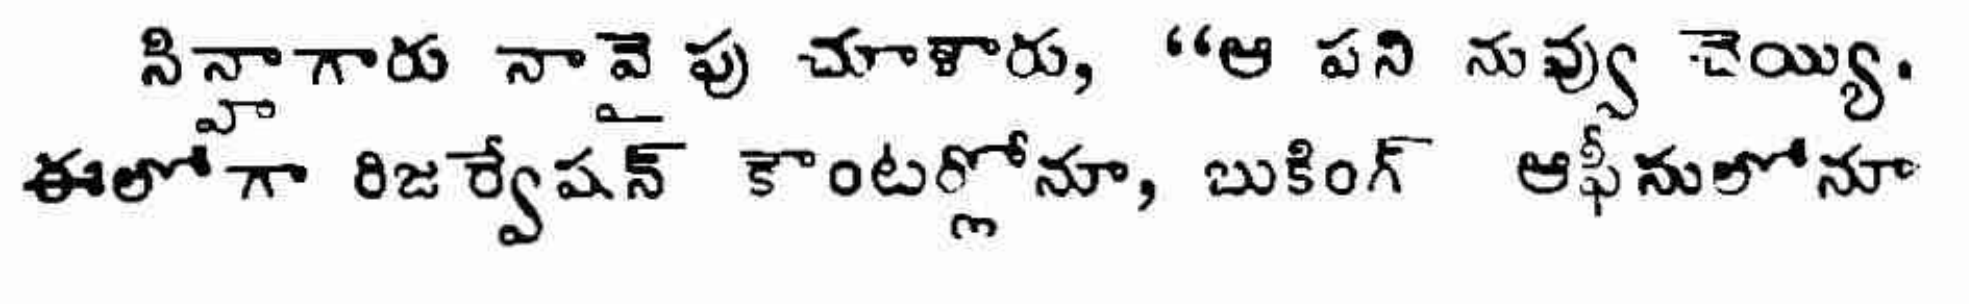 సిన్హాగారు నావైపు చూశారు, “ఆ పని నువ్వు చెయ్యి.
ఈలోగా రిజర్వేషన్ కౌంటర్లోనూ, బుకింగ్ ఆఫీసులోనూ